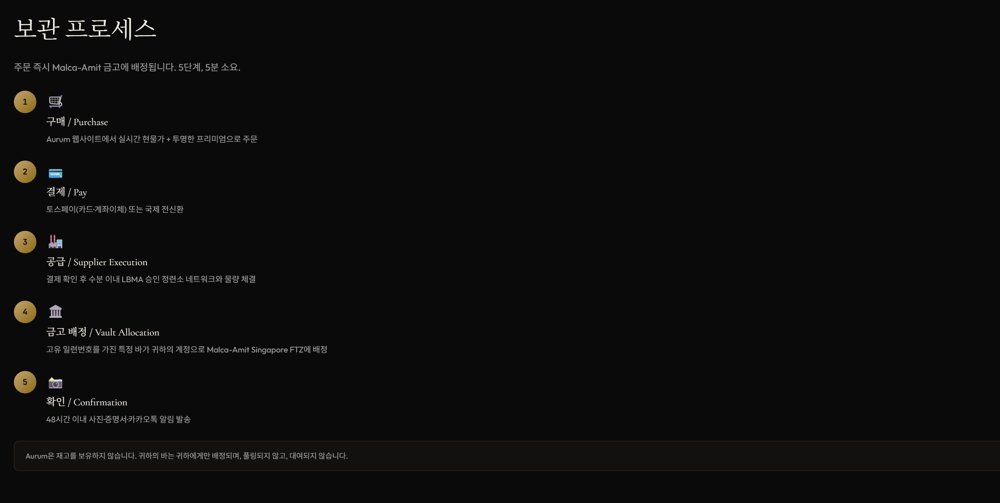 보관 프로세스
주문 즉시 Malca-Amit 금고에 배정됩니다. 5단계, 5분 소요.
1
구매 / Purchase
Aurum 웹사이트에서 실시간 현물가 + 투명한 프리미엄으로 주문
2
결제 / Pay
토스페이(카드·계좌이체) 또는 국제 전신환
3
공급 / Supplier Execution
결제 확인 후 수분 이내 LBMA 승인 정련소 네트워크와 물량 체결
4
금고 배정 / Vault Allocation
고유 일련번호를 가진 특정 바가 귀하의 계정으로 Malca-Amit Singapore FTZ에 배정
5
확인 / Confirmation
48시간 이내 사진·증명서·카카오톡 알림 발송
Aurum은 재고를 보유하지 않습니다. 귀하의 바는 귀하에게만 배정되며, 풀링되지 않고, 대여되지 않습니다.